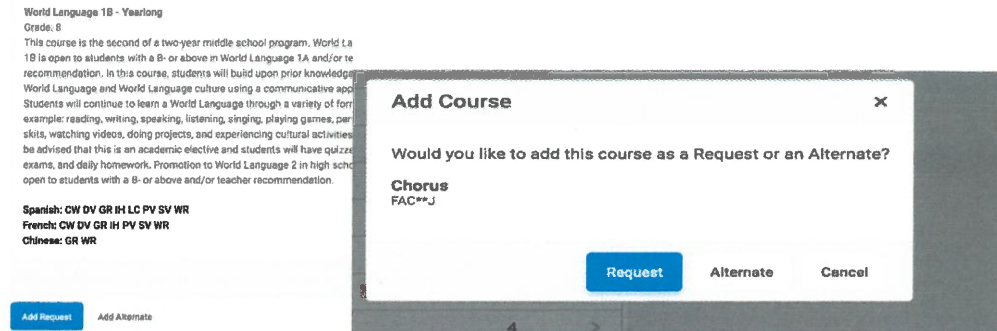 World Language 1B - Yearlong
Grade: 8
This course is the second of a two-year middle school program. World La
1B is open to students with a B- or above in World Language 1A and/or te
recommendation. In this course, students will build upon prior knowledge
World Language and World Language culture using a communicative app
Students will continue to learn a World Language through a variety of for
example: reading, writing, speaking, listening, singing, playing games, per
skits, watching videos, doing projects, and experiencing cultural activities
be advised that this is an academic elective and students will have quizze
exams, and daily homework. Promotion to World Language 2 in high scho
open to students with a B- or above and/or teacher recommendation.
Spanish: CW DV GR IH LC PV SV WR
French: CW DV GR IH PV SV WR
Chinese: GR WR
Add Request Add Alternate
Add Course ×
Would you like to add this course as a Request or an Alternate?
Chorus
FAC**J
Request Alternate Cancel
4 >